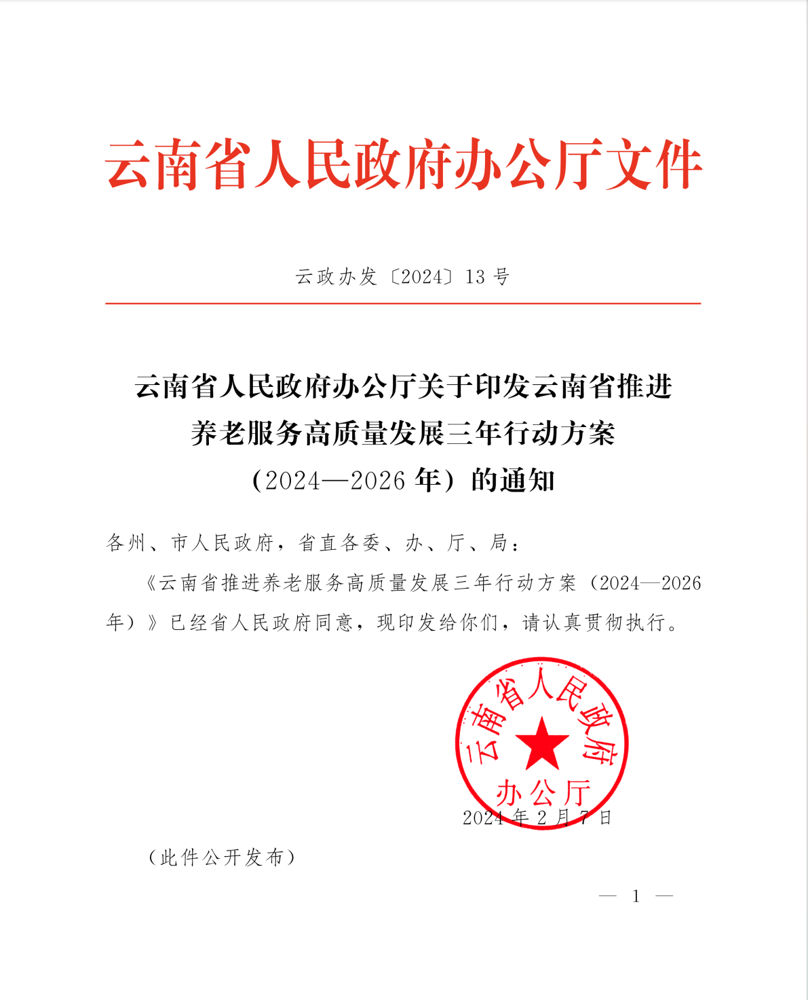 云南省人民政府办公厅文件
云政办发〔2024〕13 号
云南省人民政府办公厅关于印发云南省推进
养老服务高质量发展三年行动方案
（2024—2026 年）的通知
各州、市人民政府，省直各委、办、厅、局：
《云南省推进养老服务高质量发展三年行动方案（2024—2026
年）》已经省人民政府同意，现印发给你们，请认真贯彻执行。
云南省人民政府
办公厅
2024 年 2 月 7 日
（此件公开发布）
— 1 —